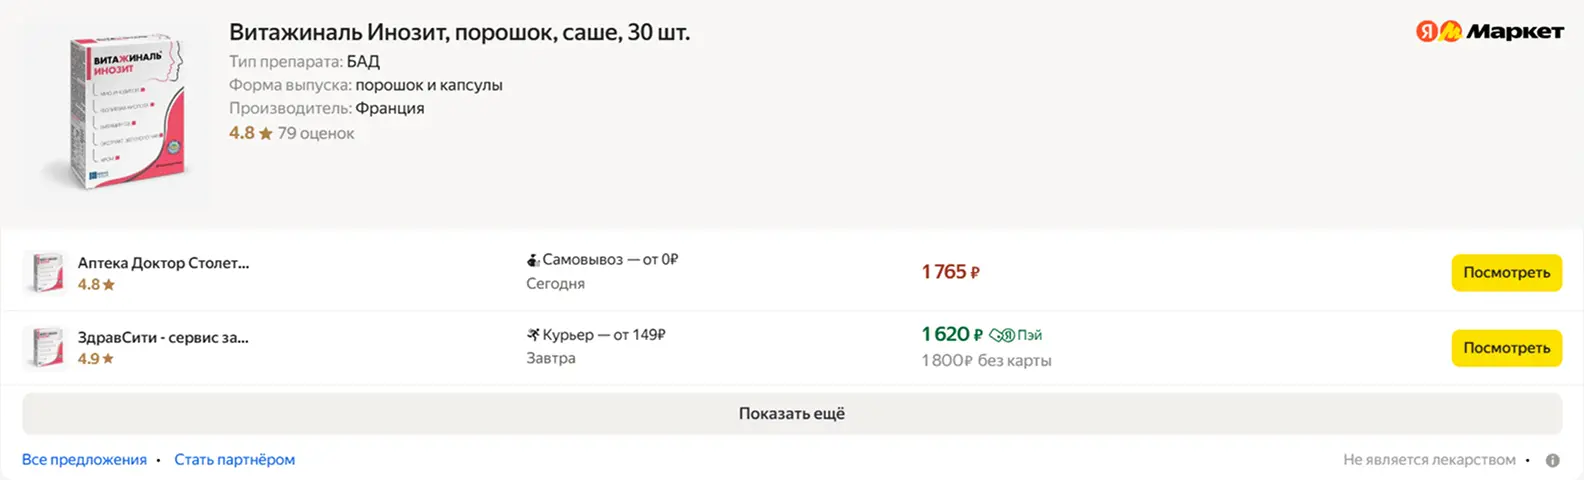 Витажиналь Инозит, порошок, саше, 30 шт.
Я М Маркет
Тип препарата: БАД
Форма выпуска: порошок и капсулы
Производитель: Франция
4.8 ★ 79 оценок
ВИТАЖИНАЛЬ
ИНОЗИТ
Аптека Доктор Столет...
4.8 ★
Самовывоз — от 0₽
Сегодня
1 765 ₽
Посмотреть
ЗдравСити - сервис за...
4.9 ★
Курьер — от 149₽
Завтра
1 620 ₽ Я Пэй
1 800₽ без карты
Посмотреть
Показать ещё
Все предложения • Стать партнёром
Не является лекарством •